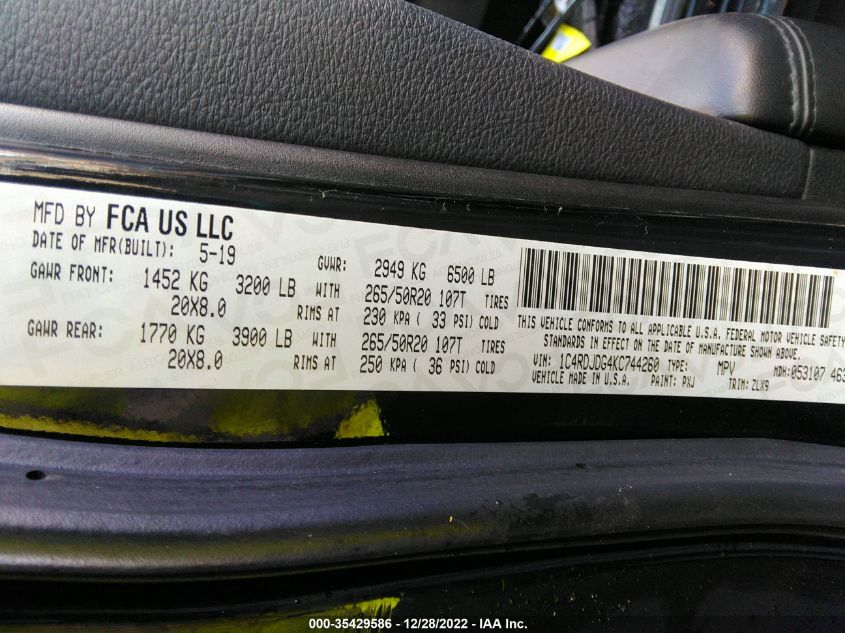 MFD BY FCA US LLC
DATE OF MFR(BUILT): 5-19
GVWR: 2949 KG 6500 LB
GAWR FRONT: 1452 KG 3200 LB WITH 265/50R20 107T TIRES
20X8.0 RIMS AT 230 KPA ( 33 PSI) COLD
GAWR REAR: 1770 KG 3900 LB WITH 265/50R20 107T TIRES
20X8.0 RIMS AT 250 KPA ( 36 PSI) COLD
THIS VEHICLE CONFORMS TO ALL APPLICABLE U.S.A. FEDERAL MOTOR VEHICLE SAFETY
STANDARDS IN EFFECT ON THE DATE OF MANUFACTURE SHOWN ABOVE.
VIN: 1C4RDJDG4KC744260 TYPE: MPV MDH:053107 463
VEHICLE MADE IN U.S.A. PAINT: PXJ TRIM: ZLX9
000-35429586 - 12/28/2022 - IAA Inc.